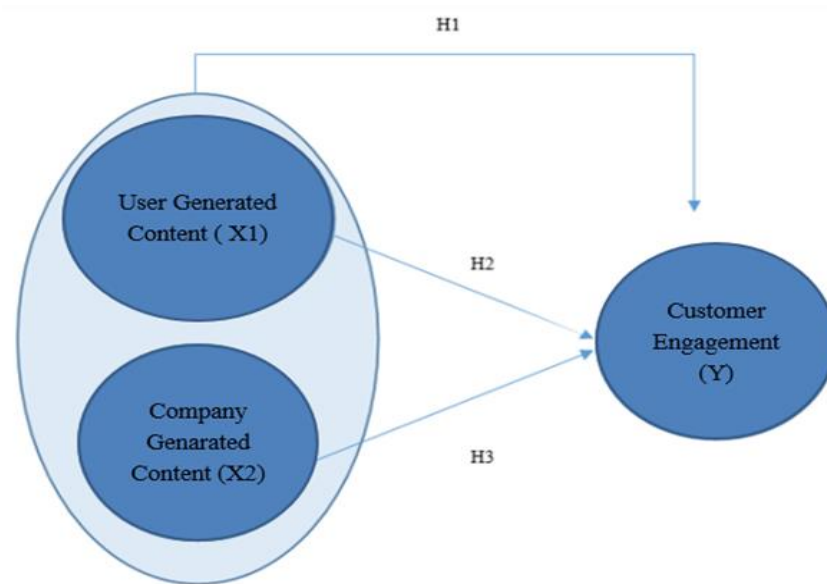 H1
User Generated
Content ( X1)
H2
Customer
Engagement
(Y)
Company
Genarated
Content (X2)
H3